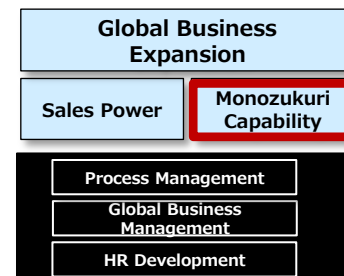 Global Business
Expansion
Sales Power
Monozukuri
Capability
Process Management
Global Business
Management
HR Development